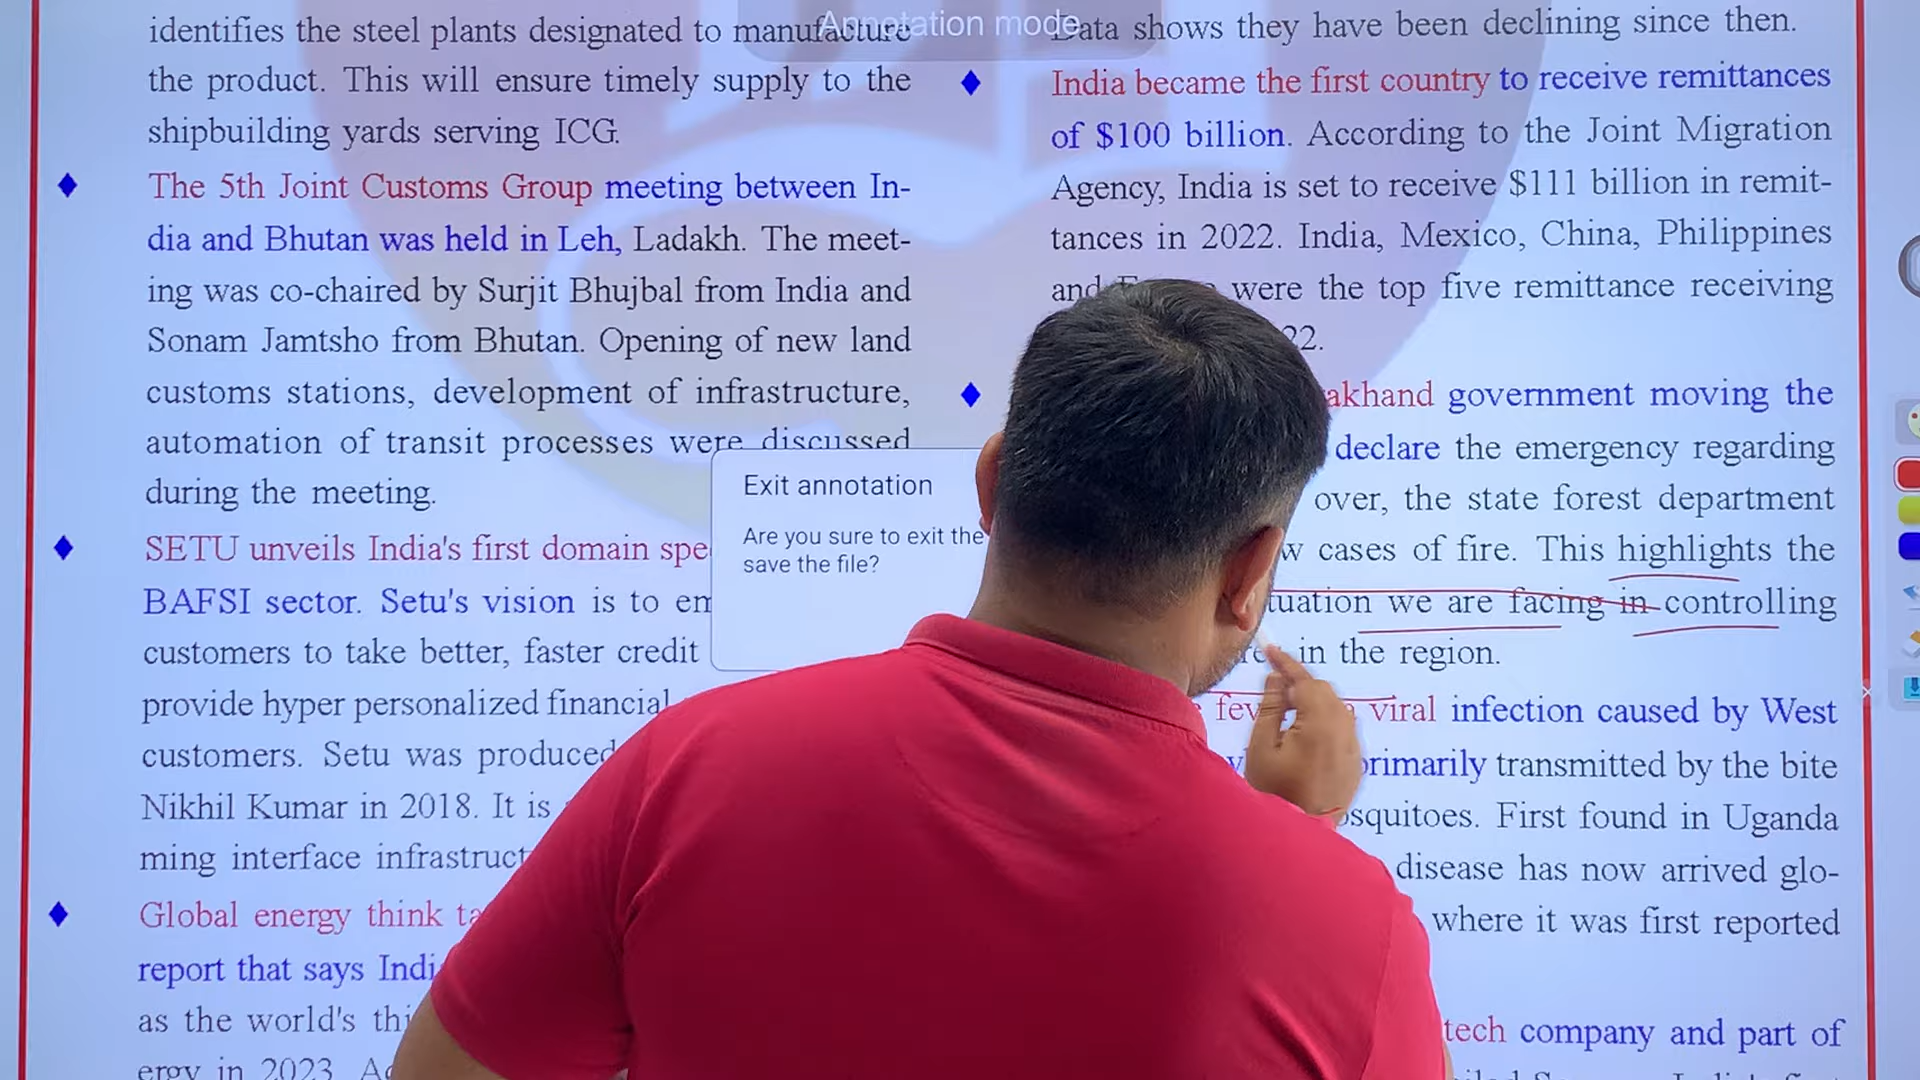 Annotation mode
identifies the steel plants designated to manufacture
the product. This will ensure timely supply to the
shipbuilding yards serving ICG.
The 5th Joint Customs Group meeting between In-
dia and Bhutan was held in Leh, Ladakh. The meet-
ing was co-chaired by Surjit Bhujbal from India and
Sonam Jamtsho from Bhutan. Opening of new land
customs stations, development of infrastructure,
automation of transit processes were discussed
during the meeting.
SETU unveils India's first domain spe
BAFSI sector. Setu's vision is to em
customers to take better, faster credit
provide hyper personalized financial
customers. Setu was produced
Nikhil Kumar in 2018. It is
ming interface infrastruct
Global energy think ta
report that says Indi
as the world's thi
ergy in 2023. Ac
Exit annotation
Are you sure to exit the
save the file?
Data shows they have been declining since then.
India became the first country to receive remittances
of $100 billion. According to the Joint Migration
Agency, India is set to receive $111 billion in remit-
tances in 2022. India, Mexico, China, Philippines
and were the top five remittance receiving
22.
akhand government moving the
declare the emergency regarding
over, the state forest department
w cases of fire. This highlights the
tuation we are facing in controlling
in the region.
fev viral infection caused by West
primarily transmitted by the bite
osquitoes. First found in Uganda
disease has now arrived glo-
where it was first reported
tech company and part of